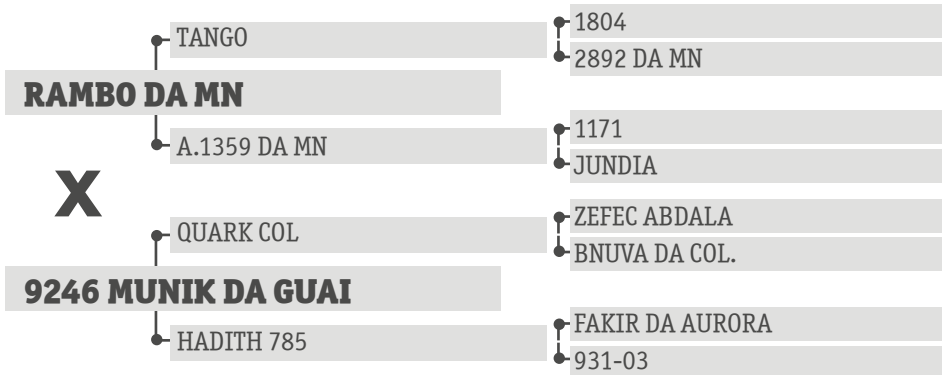 TANGO
1804
2892 DA MN
RAMBO DA MN
A.1359 DA MN
1171
JUNDIA
X
QUARK COL
ZEFEC ABDALA
BNUVA DA COL.
9246 MUNIK DA GUAI
HADITH 785
FAKIR DA AURORA
931-03